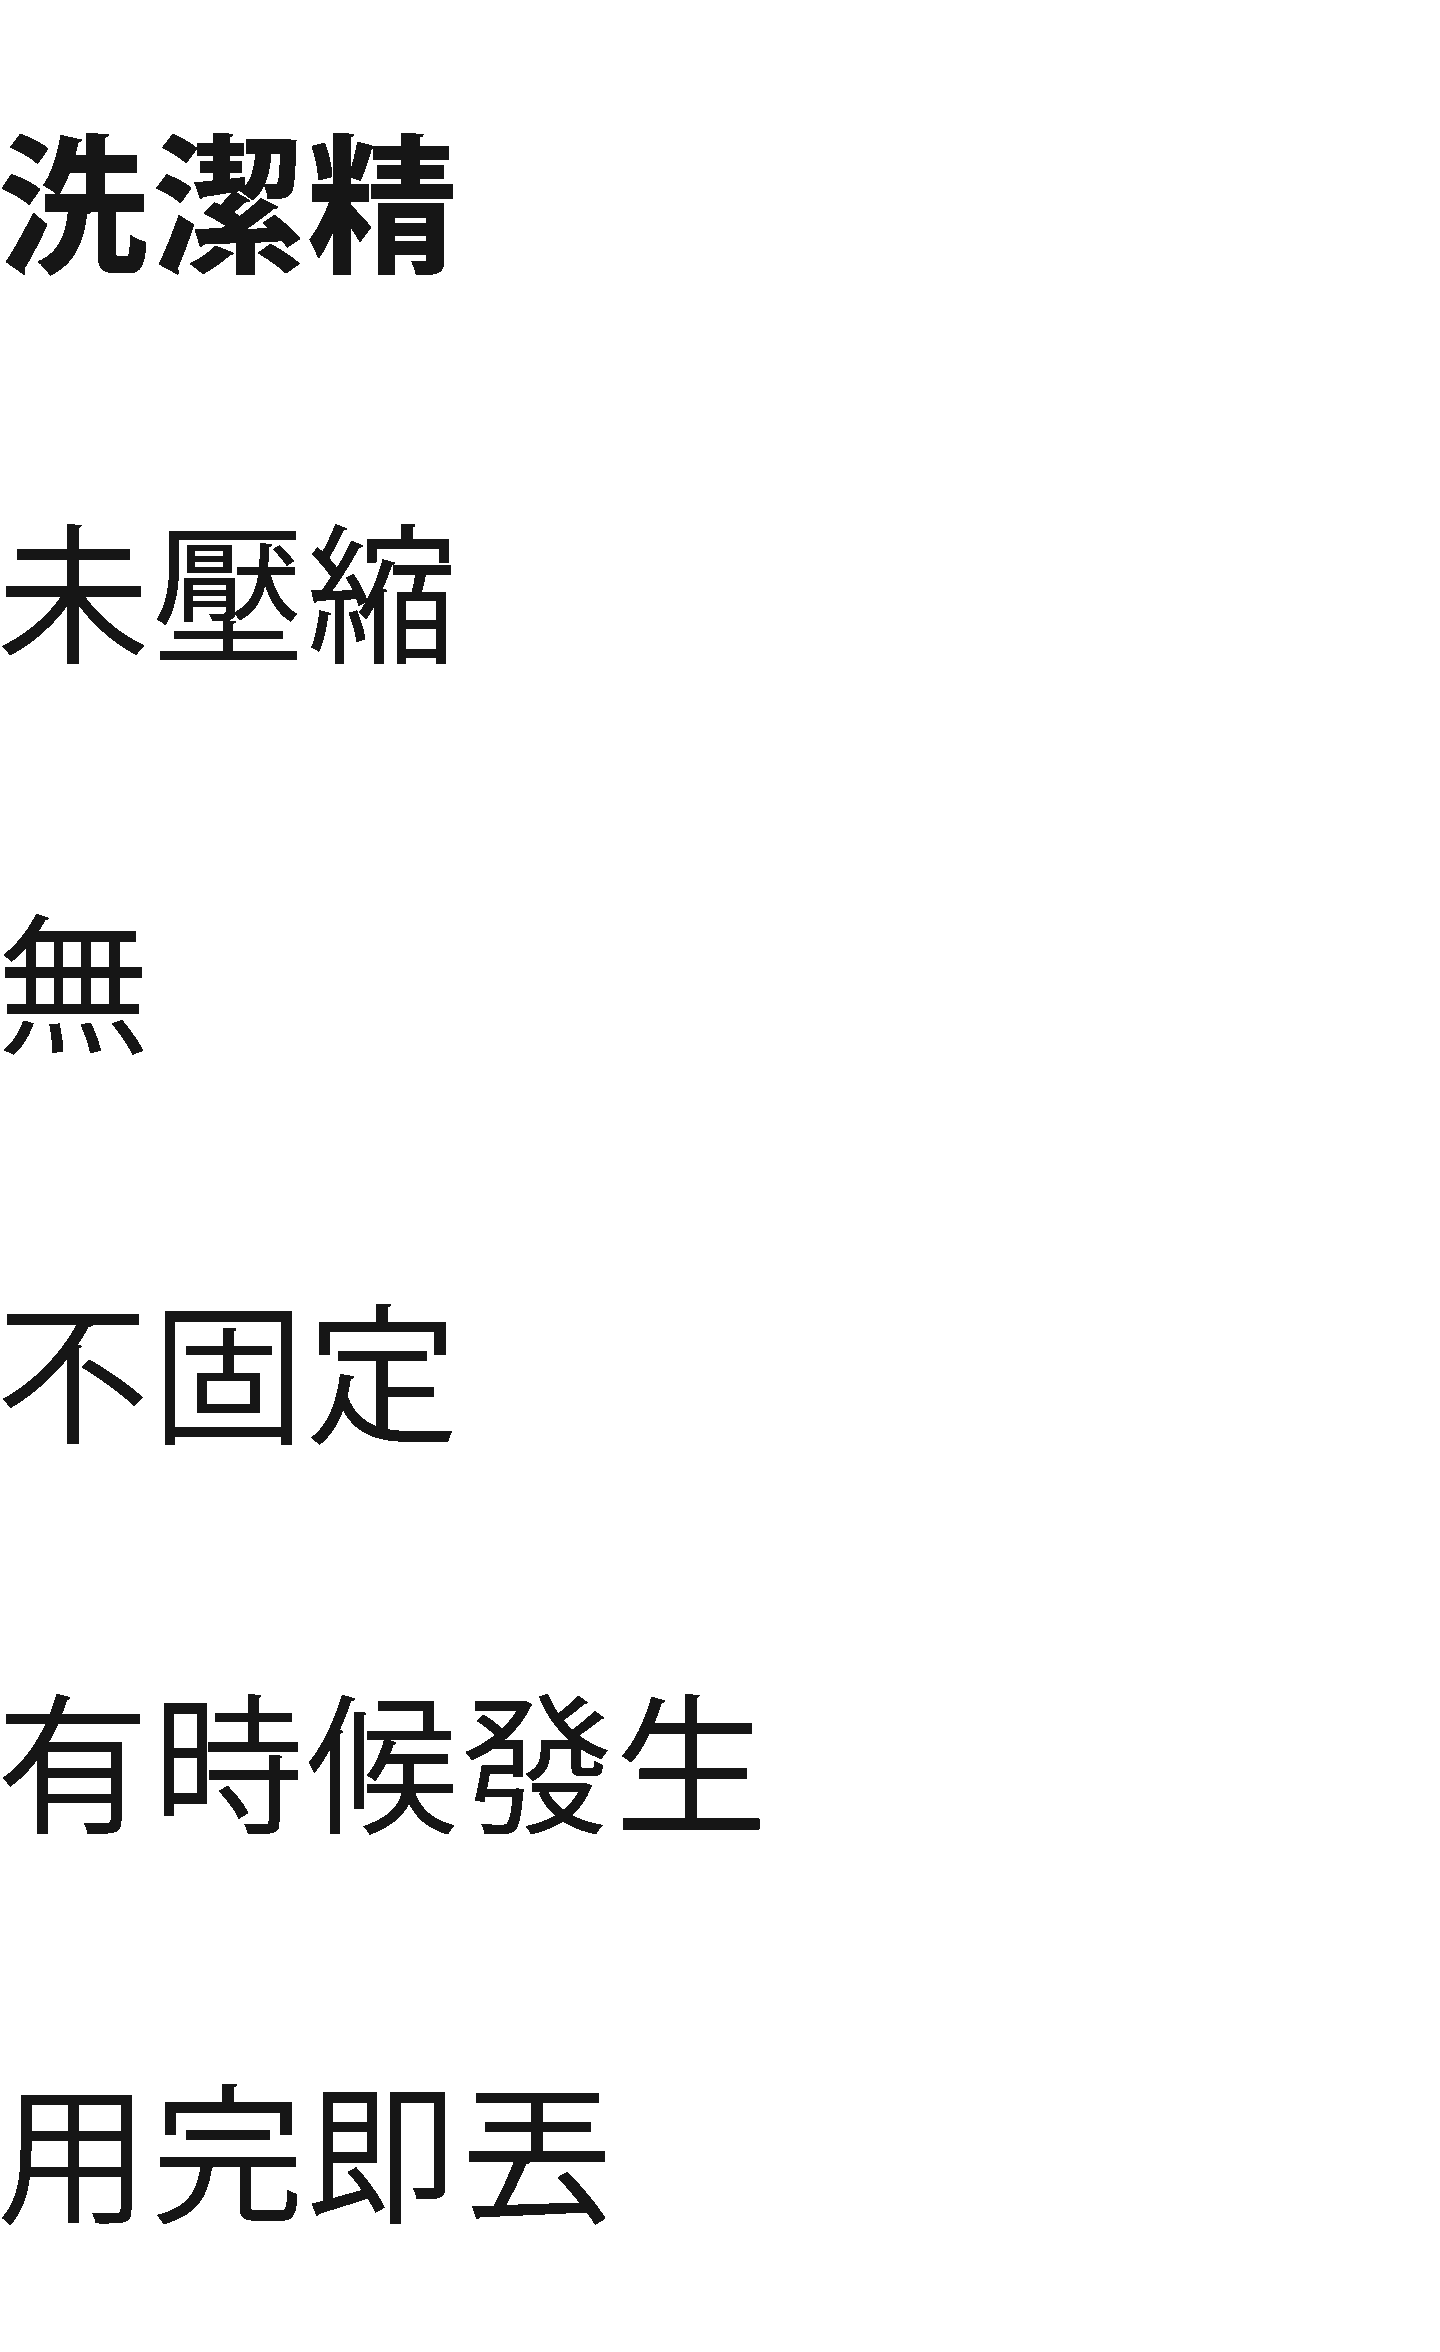 洗潔精
未壓縮
無
不固定
有時候發生
用完即丟